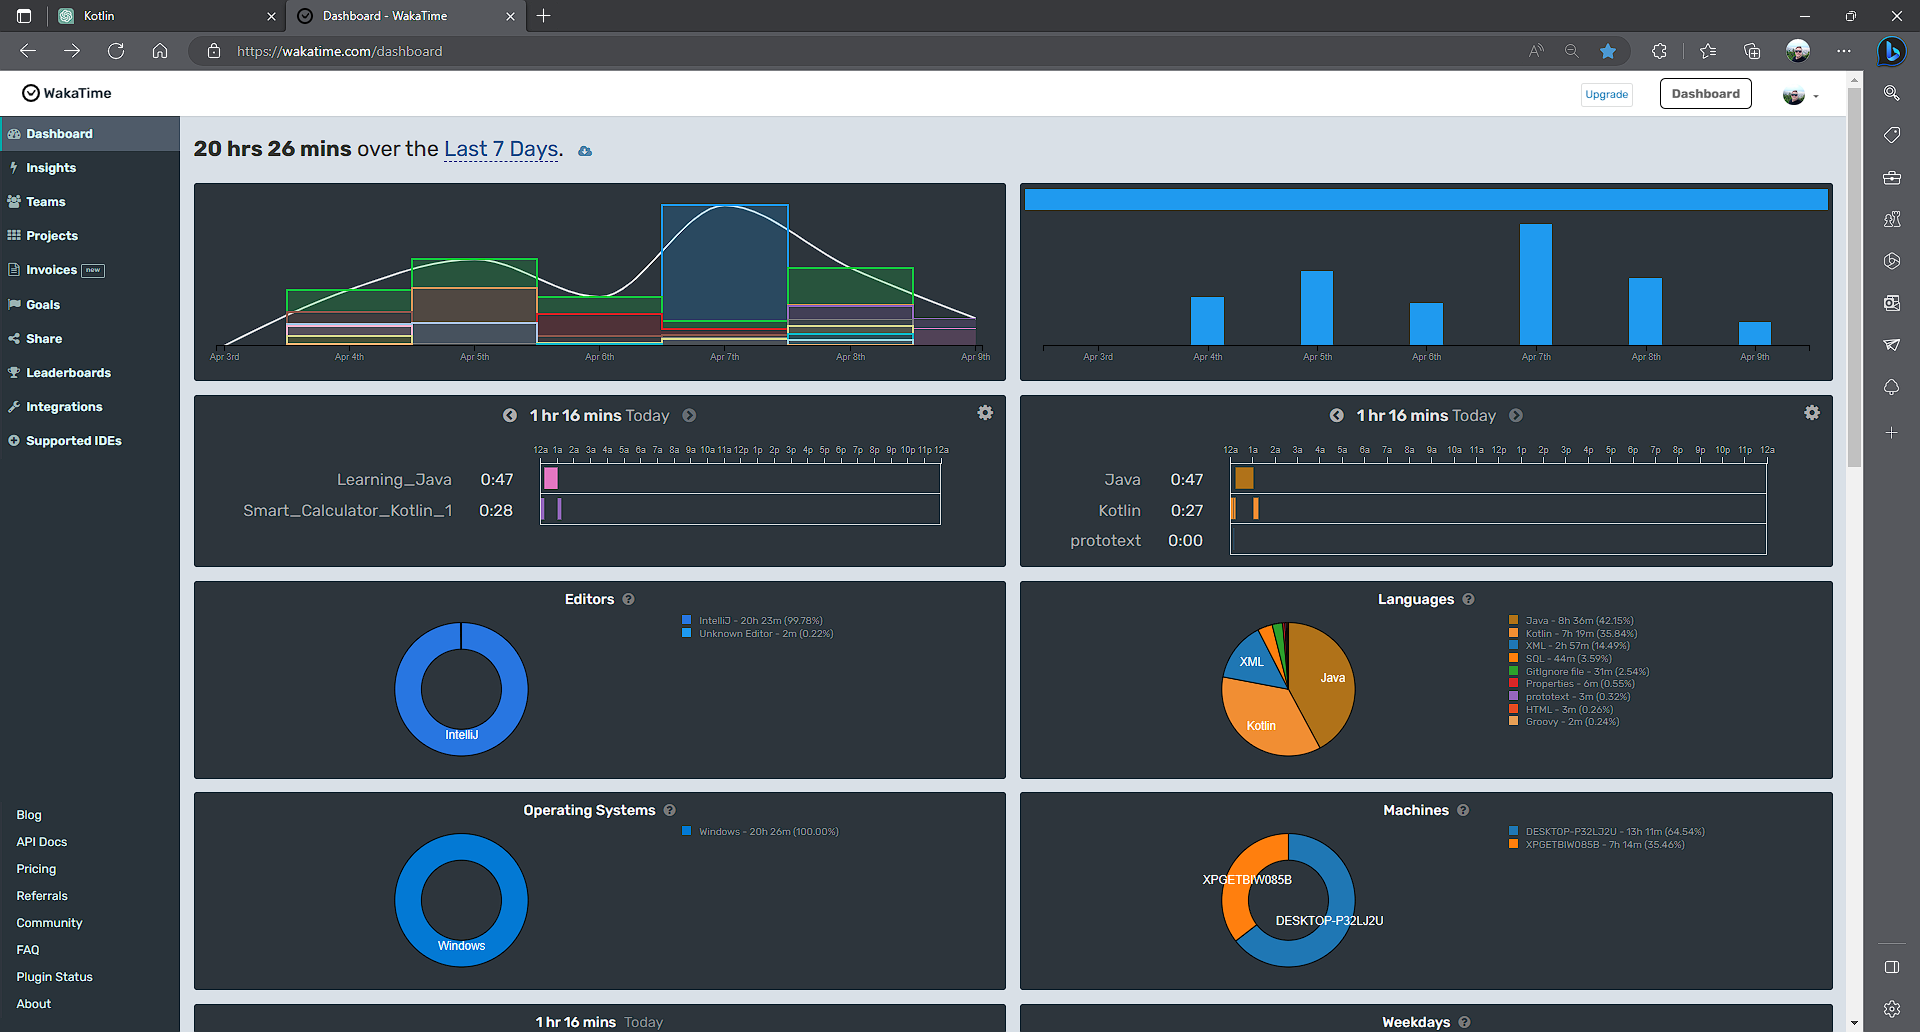 Kotlin
Dashboard - WakaTime
https://wakatime.com/dashboard
WakaTime
Upgrade
Dashboard
Dashboard
Insights
Teams
Projects
Invoices new
Goals
Share
Leaderboards
Integrations
Supported IDEs
Blog
API Docs
Pricing
Referrals
Community
FAQ
Plugin Status
About
20 hrs 26 mins over the Last 7 Days.
Apr 3rd Apr 4th Apr 5th Apr 6th Apr 7th Apr 8th Apr 9th
Apr 3rd Apr 4th Apr 5th Apr 6th Apr 7th Apr 8th Apr 9th
1 hr 16 mins Today
12a 1a 2a 3a 4a 5a 6a 7a 8a 9a 10a 11a 12p 1p 2p 3p 4p 5p 6p 7p 8p 9p 10p 11p 12a
Learning_Java 0:47
Smart_Calculator_Kotlin_1 0:28
1 hr 16 mins Today
12a 1a 2a 3a 4a 5a 6a 7a 8a 9a 10a 11a 12p 1p 2p 3p 4p 5p 6p 7p 8p 9p 10p 11p 12a
Java 0:47
Kotlin 0:27
prototext 0:00
Editors
IntelliJ - 20h 23m (99.78%)
Unknown Editor - 2m (0.22%)
IntelliJ
Languages
Java - 8h 36m (42.15%)
Kotlin - 7h 19m (35.84%)
XML - 2h 57m (14.49%)
SQL - 44m (3.59%)
GitIgnore file - 31m (2.54%)
Properties - 6m (0.55%)
prototext - 3m (0.32%)
HTML - 3m (0.26%)
Groovy - 2m (0.24%)
XML
Java
Kotlin
Operating Systems
Windows - 20h 26m (100.00%)
Windows
Machines
DESKTOP-P32LJ2U - 13h 11m (64.54%)
XPGETBIW085B - 7h 14m (35.46%)
XPGETBIW085B
DESKTOP-P32LJ2U
1 hr 16 mins Today
Weekdays